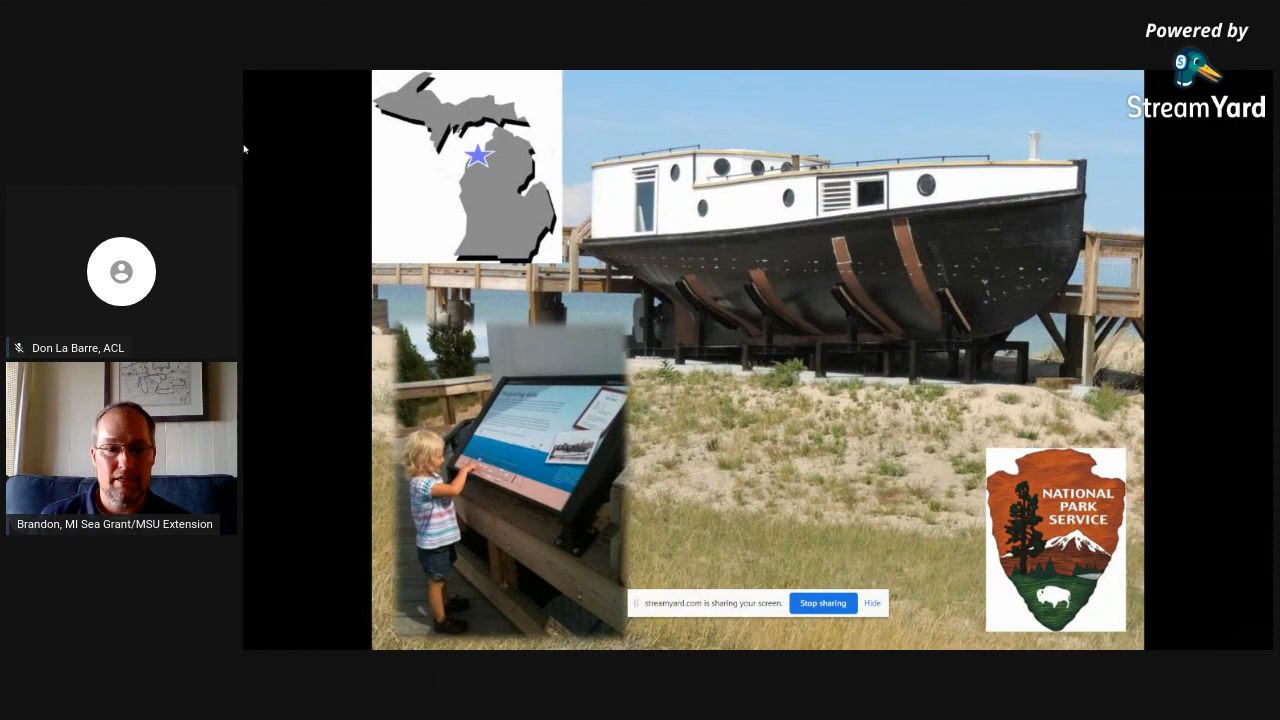 Powered by
StreamYard
Don La Barre, ACL
Brandon, MI Sea Grant/MSU Extension
NATIONAL
PARK
SERVICE
streamyard.com is sharing your screen.
Stop sharing
Hide